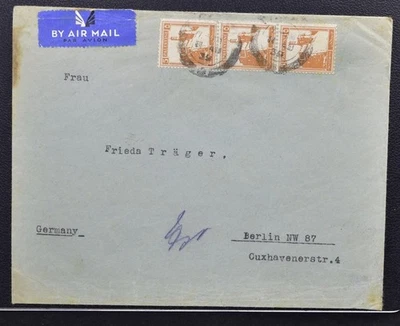 BY AIR MAIL
PAR AVION
Frau
Frieda Träger,
Germany
Berlin NW 87
Cuxhavenerstr.4